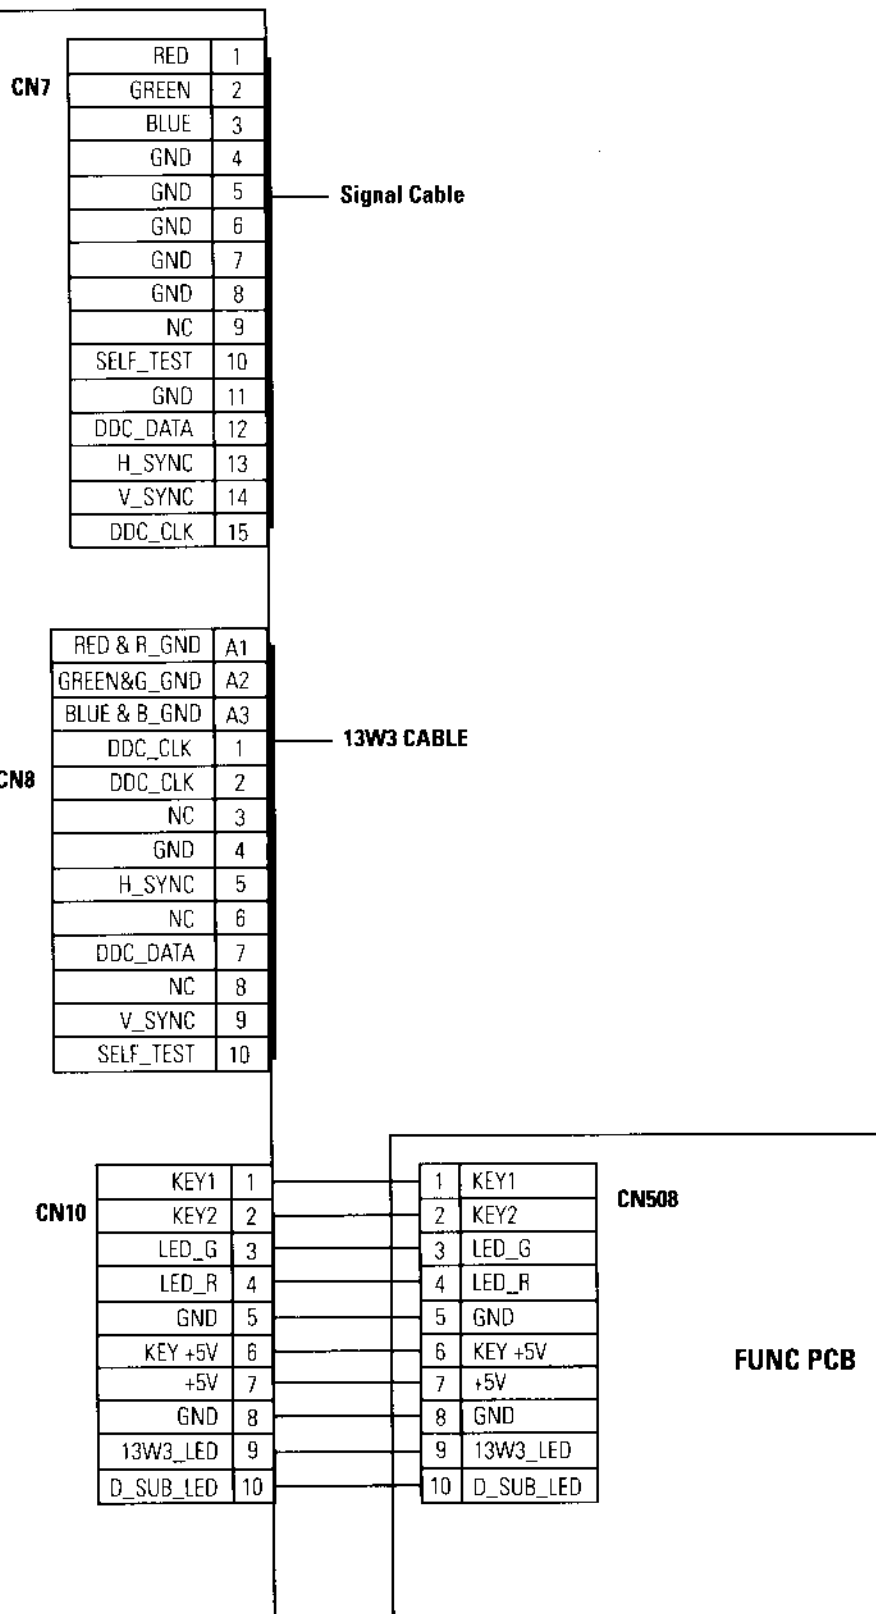 CN7
RED 1
GREEN 2
BLUE 3
GND 4
GND 5
GND 6
GND 7
GND 8
NC 9
SELF_TEST 10
GND 11
DDC_DATA 12
H_SYNC 13
V_SYNC 14
DDC_CLK 15
Signal Cable
CN8
RED & R_GND A1
GREEN&G_GND A2
BLUE & B_GND A3
DDC_CLK 1
DDC_CLK 2
NC 3
GND 4
H_SYNC 5
NC 6
DDC_DATA 7
NC 8
V_SYNC 9
SELF_TEST 10
13W3 CABLE
CN10
KEY1 1
KEY2 2
LED_G 3
LED_R 4
GND 5
KEY +5V 6
+5V 7
GND 8
13W3_LED 9
D_SUB_LED 10
1 KEY1
2 KEY2
3 LED_G
4 LED_R
5 GND
6 KEY +5V
7 +5V
8 GND
9 13W3_LED
10 D_SUB_LED
CN508
FUNC PCB